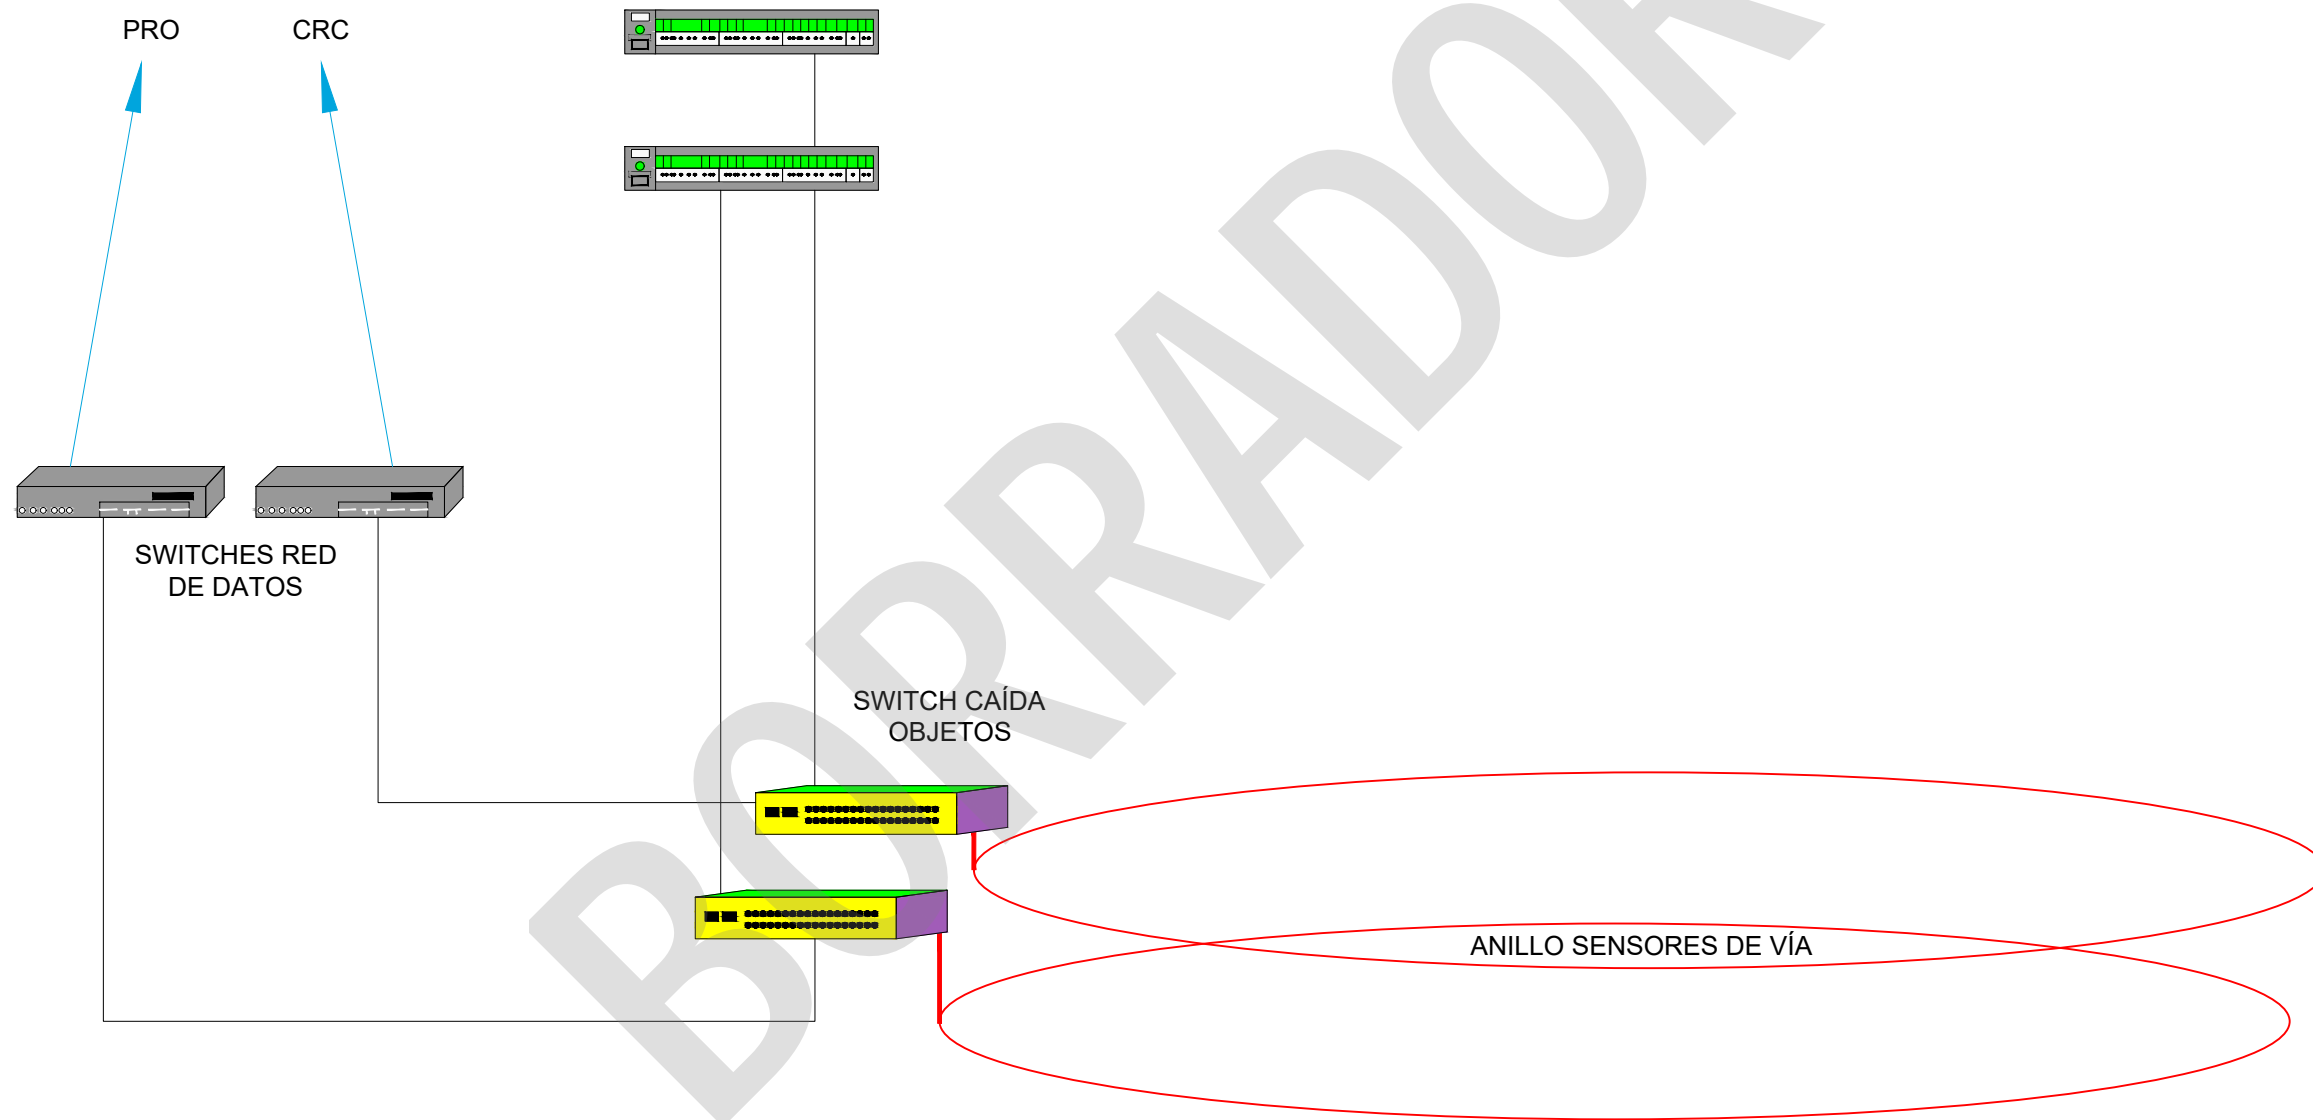 PRO
CRC
SWITCHES RED
DE DATOS
SWITCH CAÍDA
OBJETOS
ANILLO SENSORES DE VÍA
BORRADOR